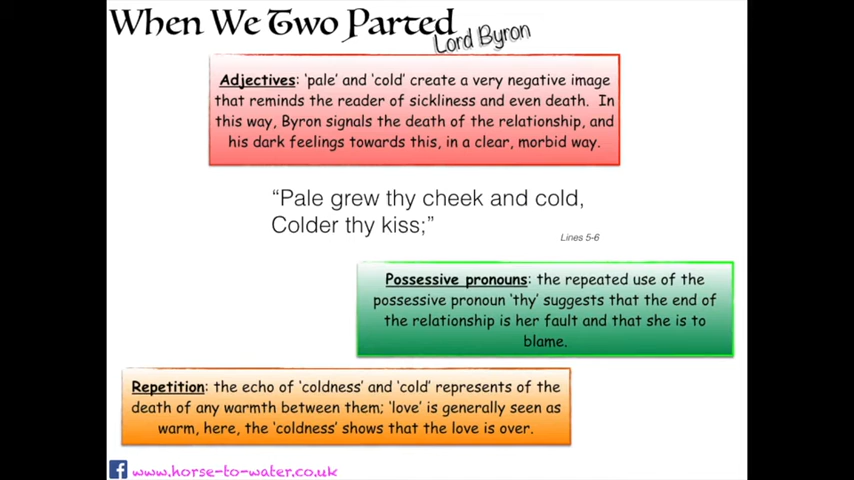 When We Two Parted
Lord Byron
Adjectives: 'pale' and 'cold' create a very negative image
that reminds the reader of sickliness and even death. In
this way, Byron signals the death of the relationship, and
his dark feelings towards this, in a clear, morbid way.
"Pale grew thy cheek and cold,
Colder thy kiss;"
Lines 5-6
Possessive pronouns: the repeated use of the
possessive pronoun 'thy' suggests that the end of
the relationship is her fault and that she is to
blame.
Repetition: the echo of 'coldness' and 'cold' represents of the
death of any warmth between them; 'love' is generally seen as
warm, here, the 'coldness' shows that the love is over.
f www.horse-to-water.co.uk